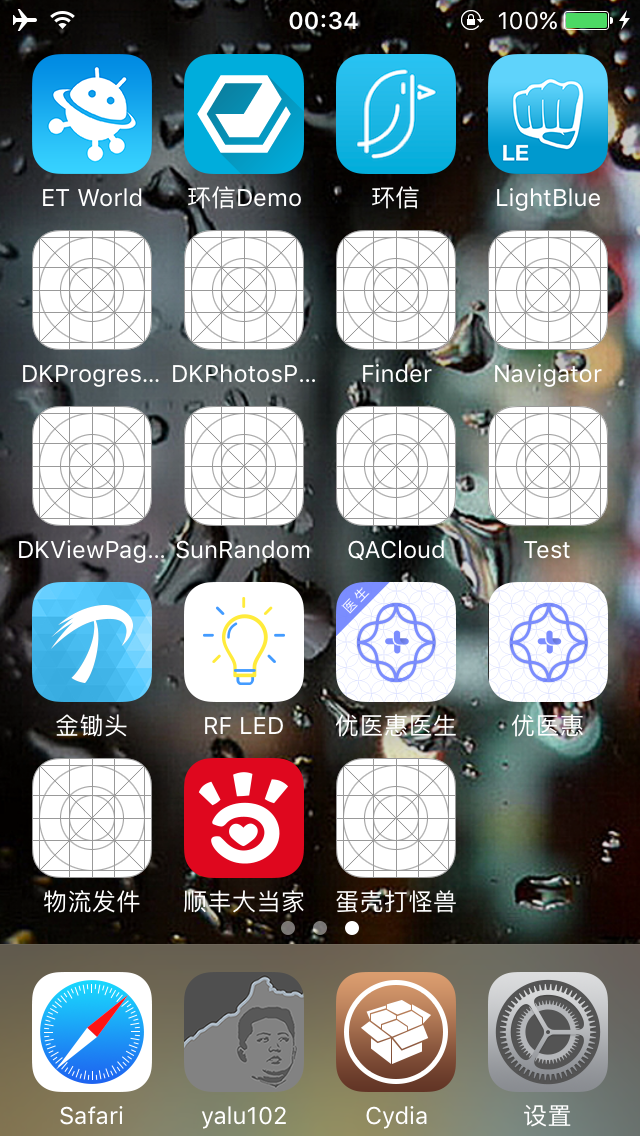 00:34
100%
ET World
环信Demo
环信
LE
LightBlue
DKProgres...
DKPhotosP...
Finder
Navigator
DKViewPag...
SunRandom
QACloud
Test
金锄头
RF LED
医生
优医惠医生
优医惠
物流发件
顺丰大当家
蛋壳打怪兽
Safari
yalu102
Cydia
设置